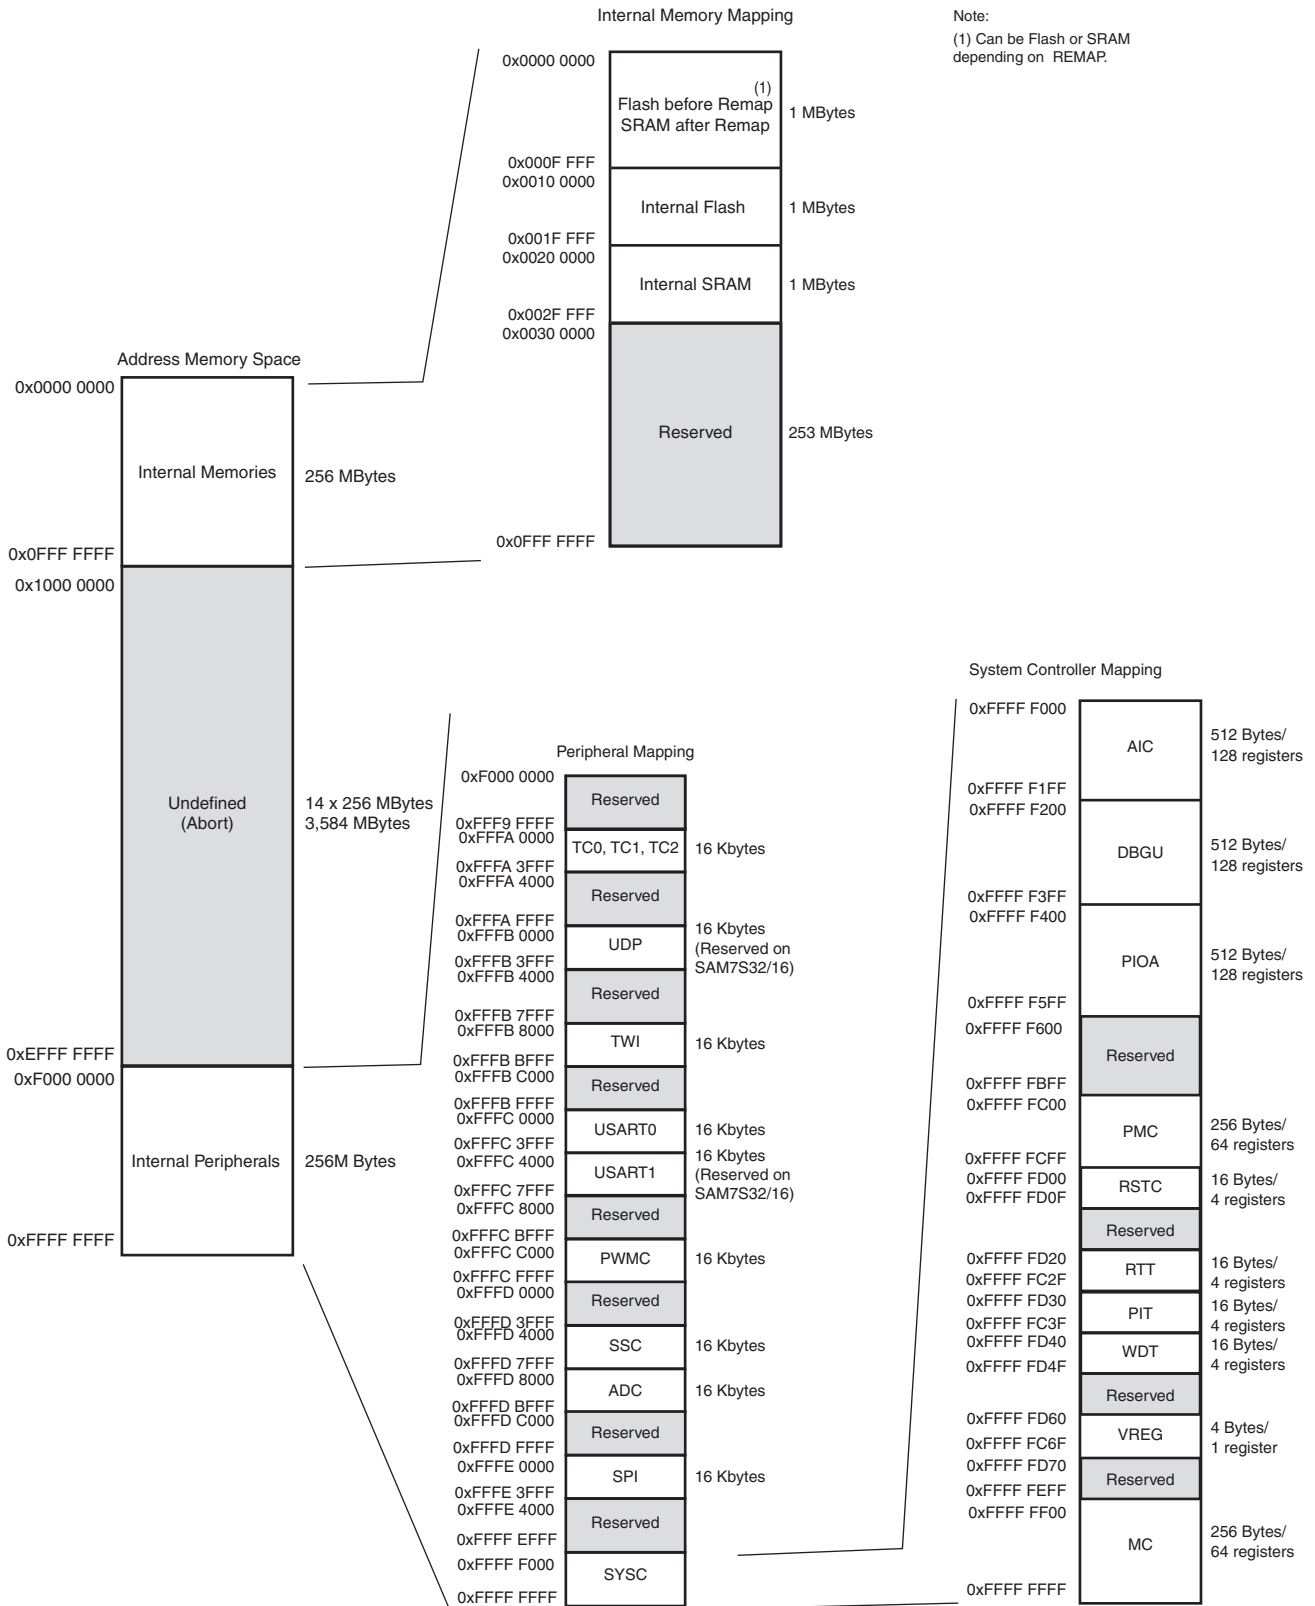 Internal Memory Mapping
Note:
(1) Can be Flash or SRAM
depending on REMAP.
0x0000 0000
(1)
Flash before Remap
SRAM after Remap
1 MBytes
0x000F FFF
0x0010 0000
Internal Flash
1 MBytes
0x001F FFF
0x0020 0000
Internal SRAM
1 MBytes
0x002F FFF
0x0030 0000
Reserved
253 MBytes
0x0FFF FFFF
Address Memory Space
0x0000 0000
Internal Memories
256 MBytes
0x0FFF FFFF
0x1000 0000
Undefined
(Abort)
14 x 256 MBytes
3,584 MBytes
0xEFFF FFFF
0xF000 0000
Internal Peripherals
256M Bytes
0xFFFF FFFF
Peripheral Mapping
0xF000 0000
Reserved
0xFFF9 FFFF
0xFFFA 0000
TC0, TC1, TC2
16 Kbytes
0xFFFA 3FFF
0xFFFA 4000
Reserved
0xFFFA FFFF
0xFFFB 0000
UDP
16 Kbytes
(Reserved on
SAM7S32/16)
0xFFFB 3FFF
0xFFFB 4000
Reserved
0xFFFB 7FFF
0xFFFB 8000
TWI
16 Kbytes
0xFFFB BFFF
0xFFFB C000
Reserved
0xFFFB FFFF
0xFFFC 0000
USART0
16 Kbytes
0xFFFC 3FFF
0xFFFC 4000
USART1
16 Kbytes
(Reserved on
SAM7S32/16)
0xFFFC 7FFF
0xFFFC 8000
Reserved
0xFFFC BFFF
0xFFFC C000
PWMC
16 Kbytes
0xFFFC FFFF
0xFFFD 0000
Reserved
0xFFFD 3FFF
0xFFFD 4000
SSC
16 Kbytes
0xFFFD 7FFF
0xFFFD 8000
ADC
16 Kbytes
0xFFFD BFFF
0xFFFD C000
Reserved
0xFFFD FFFF
0xFFFE 0000
SPI
16 Kbytes
0xFFFE 3FFF
0xFFFE 4000
Reserved
0xFFFF EFFF
0xFFFF F000
SYSC
0xFFFF FFFF
System Controller Mapping
0xFFFF F000
AIC
512 Bytes/
128 registers
0xFFFF F1FF
0xFFFF F200
DBGU
512 Bytes/
128 registers
0xFFFF F3FF
0xFFFF F400
PIOA
512 Bytes/
128 registers
0xFFFF F5FF
0xFFFF F600
Reserved
0xFFFF FBFF
0xFFFF FC00
PMC
256 Bytes/
64 registers
0xFFFF FCFF
0xFFFF FD00
RSTC
16 Bytes/
4 registers
0xFFFF FD0F
Reserved
0xFFFF FD20
RTT
16 Bytes/
4 registers
0xFFFF FC2F
0xFFFF FD30
PIT
16 Bytes/
4 registers
0xFFFF FC3F
0xFFFF FD40
WDT
16 Bytes/
4 registers
0xFFFF FD4F
Reserved
0xFFFF FD60
VREG
4 Bytes/
1 register
0xFFFF FC6F
0xFFFF FD70
Reserved
0xFFFF FEFF
0xFFFF FF00
MC
256 Bytes/
64 registers
0xFFFF FFFF